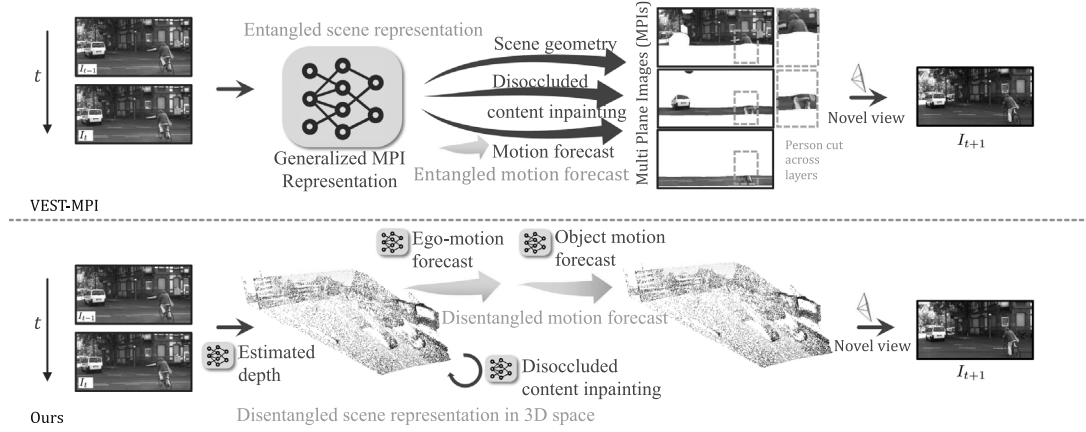 Entangled scene representation
t
I_{t-1}
I_t
Generalized MPI
Representation
Scene geometry
Disoccluded
content inpainting
Motion forecast
Entangled motion forecast
Multi Plane Images (MPIs)
Person cut
across
layers
Novel view
I_{t+1}
VEST-MPI
t
I_{t-1}
I_t
Estimated
depth
Ego-motion
forecast
Object motion
forecast
Disentangled motion forecast
Disoccluded
content inpainting
Novel view
I_{t+1}
Ours
Disentangled scene representation in 3D space